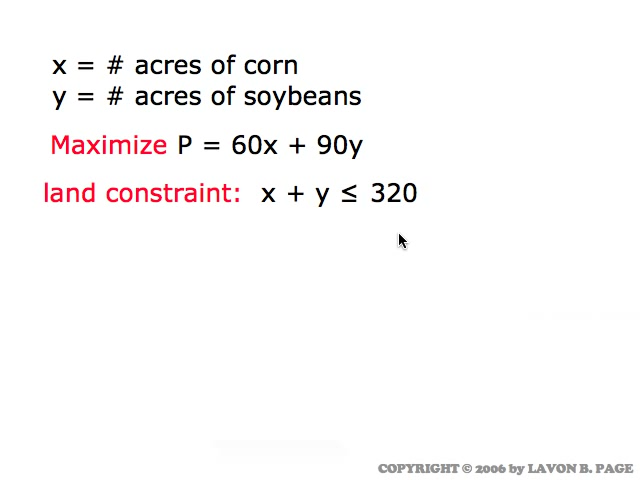 x = # acres of corn
y = # acres of soybeans
Maximize P = 60x + 90y
land constraint: x + y ≤ 320
COPYRIGHT © 2006 by LAVON B. PAGE